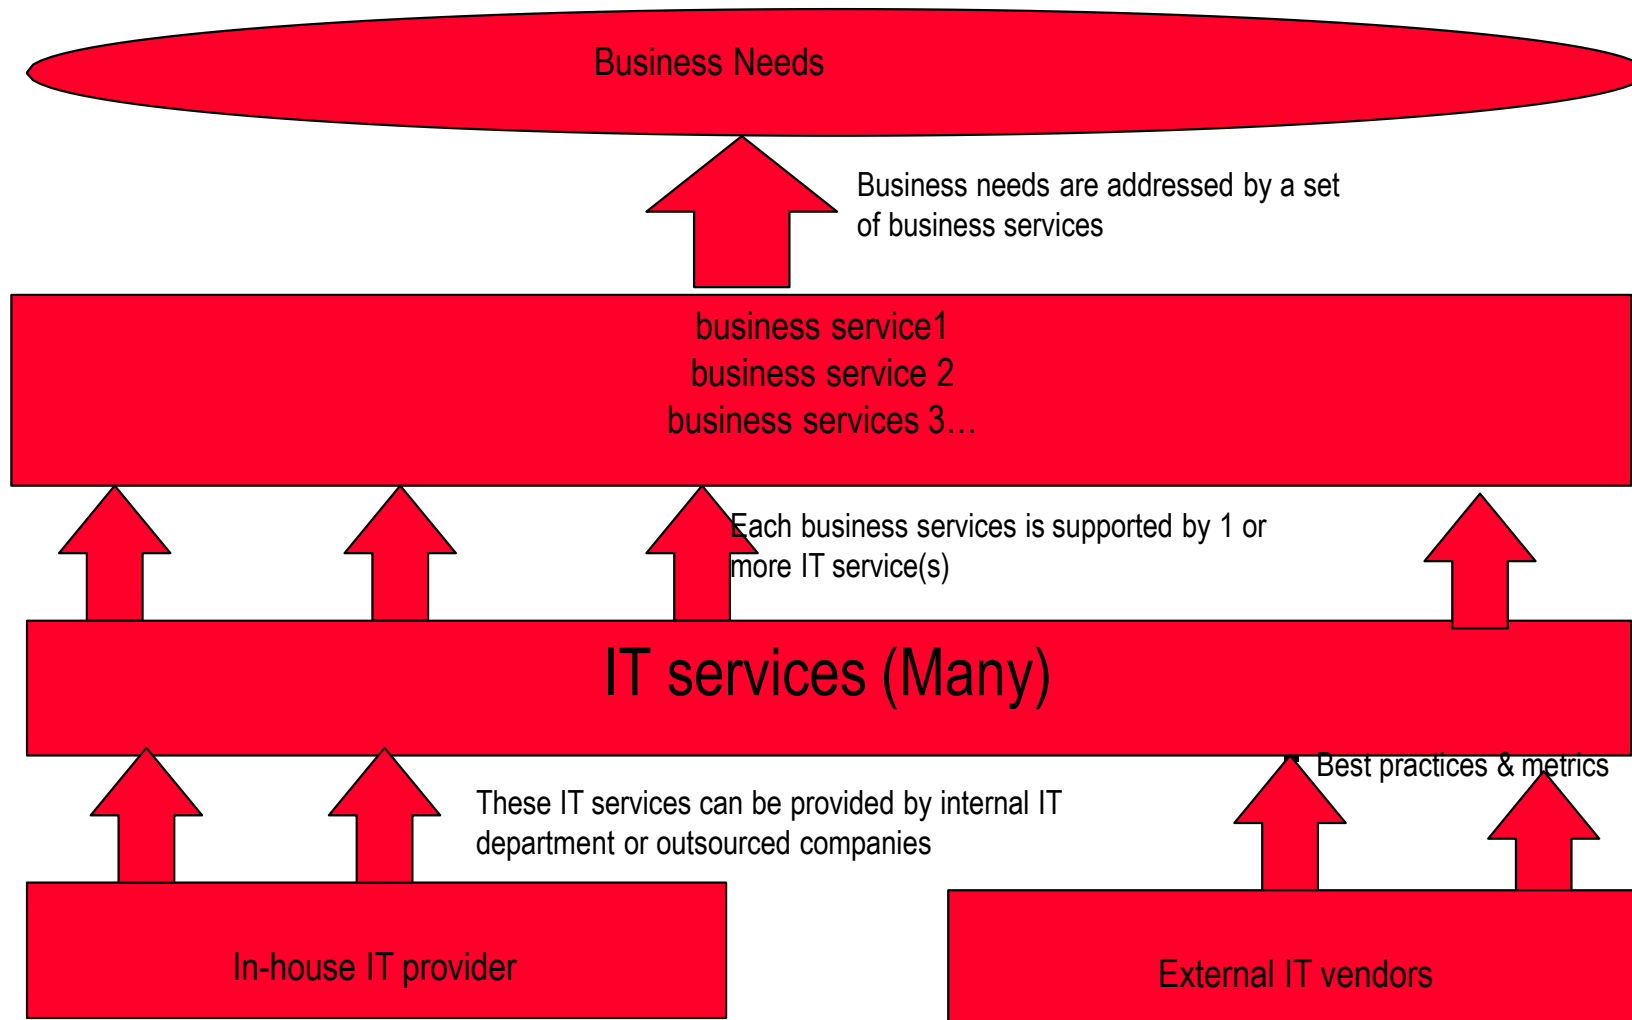 Business Needs
Business needs are addressed by a set
of business services
business service1
business service 2
business services 3…
Each business services is supported by 1 or
more IT service(s)
IT services (Many)
Best practices & metrics
These IT services can be provided by internal IT
department or outsourced companies
In-house IT provider
External IT vendors